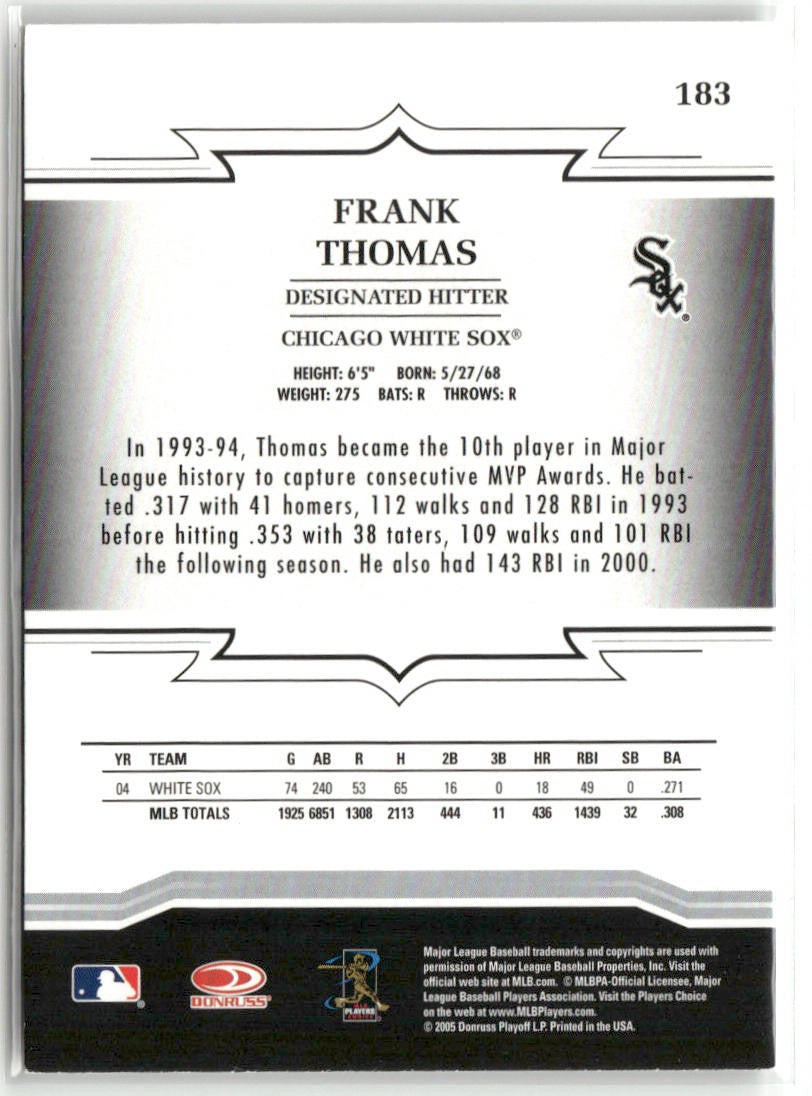 183
FRANK
THOMAS
Sox®
DESIGNATED HITTER
CHICAGO WHITE SOX®
HEIGHT: 6'5" BORN: 5/27/68
WEIGHT: 275 BATS: R THROWS: R
In 1993-94, Thomas became the 10th player in Major
League history to capture consecutive MVP Awards. He bat-
ted .317 with 41 homers, 112 walks and 128 RBI in 1993
before hitting .353 with 38 taters, 109 walks and 101 RBI
the following season. He also had 143 RBI in 2000.
YR TEAM G AB R H 2B 3B HR RBI SB BA
04 WHITE SOX 74 240 53 65 16 0 18 49 0 .271
MLB TOTALS 1925 6851 1308 2113 444 11 436 1439 32 .308
DONRUSS
PLAYERS
CHOICE
Major League Baseball trademarks and copyrights are used with
permission of Major League Baseball Properties, Inc. Visit the
official web site at MLB.com. © MLBPA-Official Licensee, Major
League Baseball Players Association. Visit the Players Choice
on the web at www.MLBPlayers.com.
© 2005 Donruss Playoff L.P. Printed in the USA.